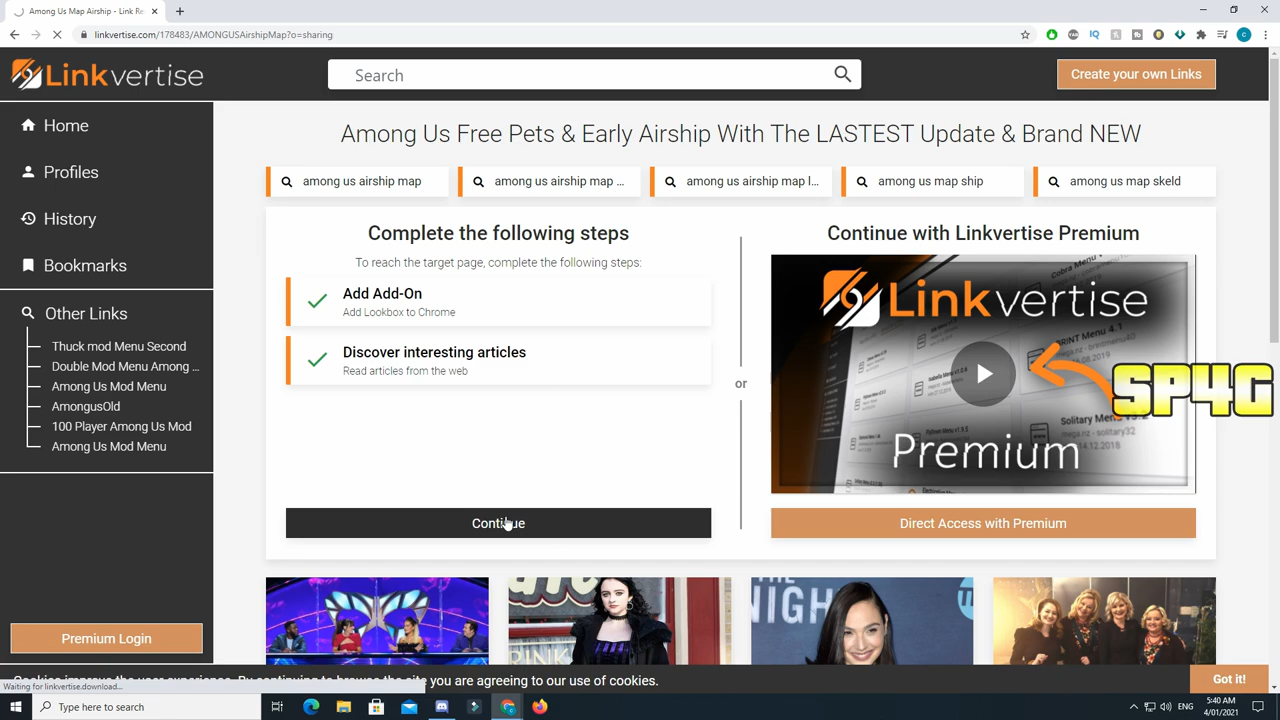 Among Us Map Airship - Link Re
linkvertise.com/178483/AMONGUSAirshipMap?o=sharing
Linkvertise
Search
Create your own Links
Home
Profiles
History
Bookmarks
Other Links
Thuck mod Menu Second
Double Mod Menu Among ...
Among Us Mod Menu
AmongusOld
100 Player Among Us Mod
Among Us Mod Menu
Premium Login
Among Us Free Pets & Early Airship With The LASTEST Update & Brand NEW
among us airship map
among us airship map ...
among us airship map l...
among us map ship
among us map skeld
Complete the following steps
To reach the target page, complete the following steps:
Add Add-On
Add Lookbox to Chrome
Discover interesting articles
Read articles from the web
Continue
or
Continue with Linkvertise Premium
Linkvertise
Premium
SP4G
Direct Access with Premium
THE
NIGHT
you are agreeing to our use of cookies.
Got it!
Waiting for linkvertise.download...
Type here to search
ENG
5:40 AM
4/01/2021